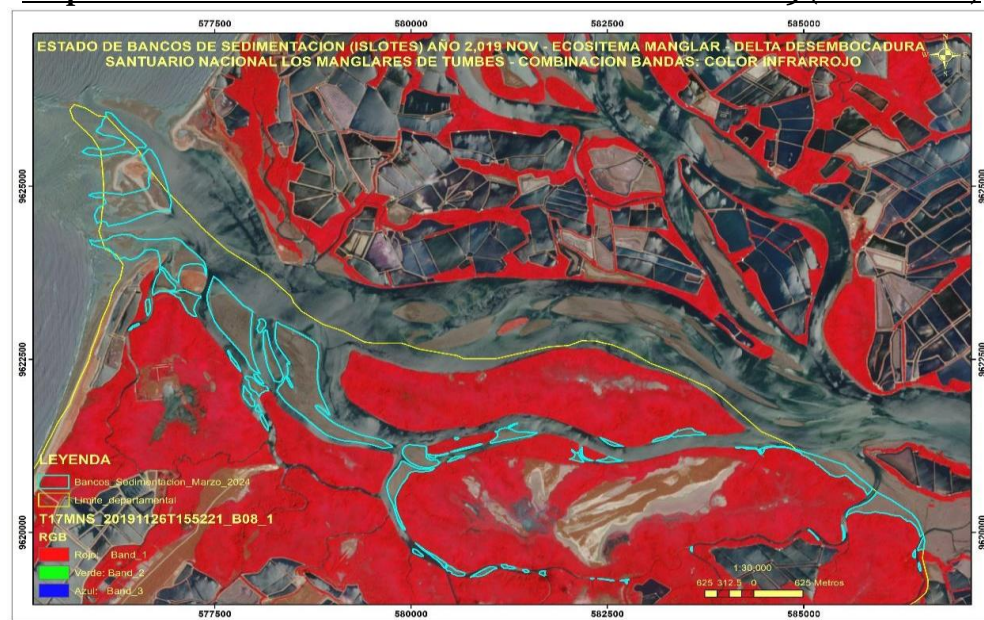 577500 580000 582500 585000
ESTADO DE BANCOS DE SEDIMENTACION (ISLOTES) AÑO 2,019 NOV - ECOSITEMA MANGLAR - DELTA DESEMBOCADURA
SANTUARIO NACIONAL LOS MANGLARES DE TUMBES - COMBINACION BANDAS: COLOR INFRARROJO
N
9625000 9625000
9622500 9622500
LEYENDA
Bancos_Sedimentacion_Marzo_2024
Limite_departamental
T17MNS_20191126T155221_B08_1
9620000 9620000
RGB
Rojo: Band_1
Verde: Band_2
Azul: Band_3
1:30,000
625 312.5 0 625 Metros
577500 580000 582500 585000